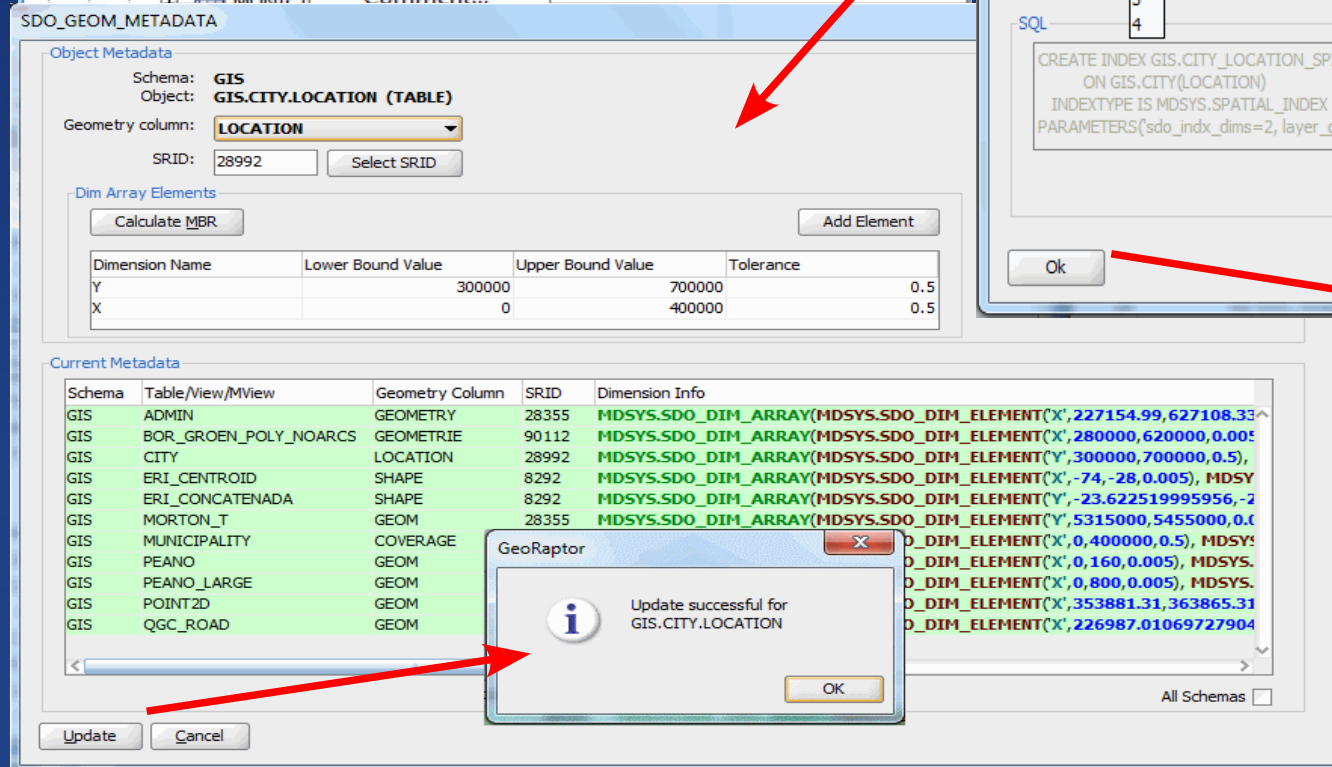 SDO_GEOM_METADATA
Object Metadata
Schema: GIS
Object: GIS.CITY.LOCATION (TABLE)
Geometry column: LOCATION
SRID: 28992 Select SRID
Dim Array Elements
Calculate MBR Add Element
Dimension Name Lower Bound Value Upper Bound Value Tolerance
Y 300000 700000 0.5
X 0 400000 0.5
SQL
4
CREATE INDEX GIS.CITY_LOCATION_SP
ON GIS.CITY(LOCATION)
INDEXTYPE IS MDSYS.SPATIAL_INDEX
PARAMETERS('sdo_indx_dims=2, layer_
Ok
Current Metadata
Schema Table/View/MView Geometry Column SRID Dimension Info
GIS ADMIN GEOMETRY 28355 MDSYS.SDO_DIM_ARRAY(MDSYS.SDO_DIM_ELEMENT('X',227154.99,627108.33
GIS BOR_GROEN_POLY_NOARCS GEOMETRIE 90112 MDSYS.SDO_DIM_ARRAY(MDSYS.SDO_DIM_ELEMENT('X',280000,620000,0.005
GIS CITY LOCATION 28992 MDSYS.SDO_DIM_ARRAY(MDSYS.SDO_DIM_ELEMENT('Y',300000,700000,0.5),
GIS ERI_CENTROID SHAPE 8292 MDSYS.SDO_DIM_ARRAY(MDSYS.SDO_DIM_ELEMENT('X',-74,-28,0.005), MDSY
GIS ERI_CONCATENADA SHAPE 8292 MDSYS.SDO_DIM_ARRAY(MDSYS.SDO_DIM_ELEMENT('Y',-23.622519995956,-2
GIS MORTON_T GEOM 28355 MDSYS.SDO_DIM_ARRAY(MDSYS.SDO_DIM_ELEMENT('Y',5315000,5455000,0.0
GIS MUNICIPALITY COVERAGE O_DIM_ELEMENT('X',0,400000,0.5), MDSYS
GIS PEANO GEOM O_DIM_ELEMENT('X',0,160,0.005), MDSYS.
GIS PEANO_LARGE GEOM O_DIM_ELEMENT('X',0,800,0.005), MDSYS.
GIS POINT2D GEOM O_DIM_ELEMENT('X',353881.31,363865.31
GIS QGC_ROAD GEOM O_DIM_ELEMENT('X',226987.01069727904
GeoRaptor
Update successful for
GIS.CITY.LOCATION
OK
All Schemas
Update Cancel